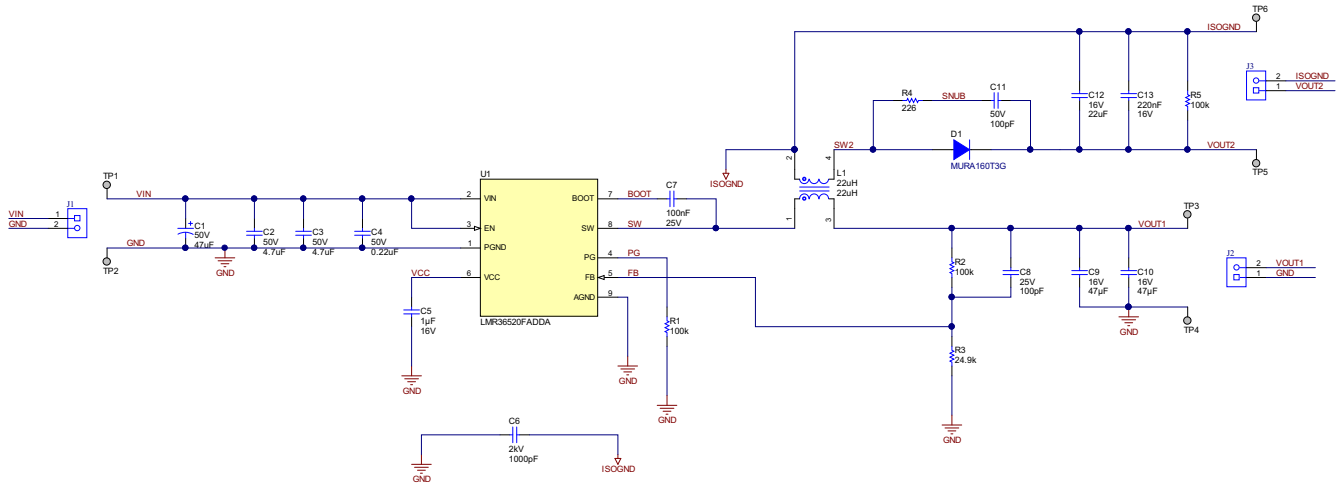 TP6
ISOGND
J3
2 ISOGND
1 VOUT2
R4
226
SNUB
C11
50V
100pF
C12
16V
22uF
C13
220nF
16V
R5
100k
D1
MURA160T3G
SW2
VOUT2
TP5
ISOGND
2
4
L1
22uH
22uH
1
3
TP1
VIN
J1
VIN 1
GND 2
C1
50V
47uF
C2
50V
4.7uF
C3
50V
4.7uF
C4
50V
0.22uF
GND
TP2
GND
U1
2 VIN
3 EN
1 PGND
6 VCC
BOOT 7
SW 8
PG 4
FB 5
AGND 9
LMR36520FADDA
VCC
C5
1µF
16V
GND
BOOT
C7
100nF
25V
SW
PG
FB
R1
100k
GND
GND
TP3
VOUT1
R2
100k
C8
25V
100pF
C9
16V
47µF
C10
16V
47µF
J2
2 VOUT1
1 GND
TP4
GND
R3
24.9k
GND
C6
2kV
1000pF
GND
ISOGND